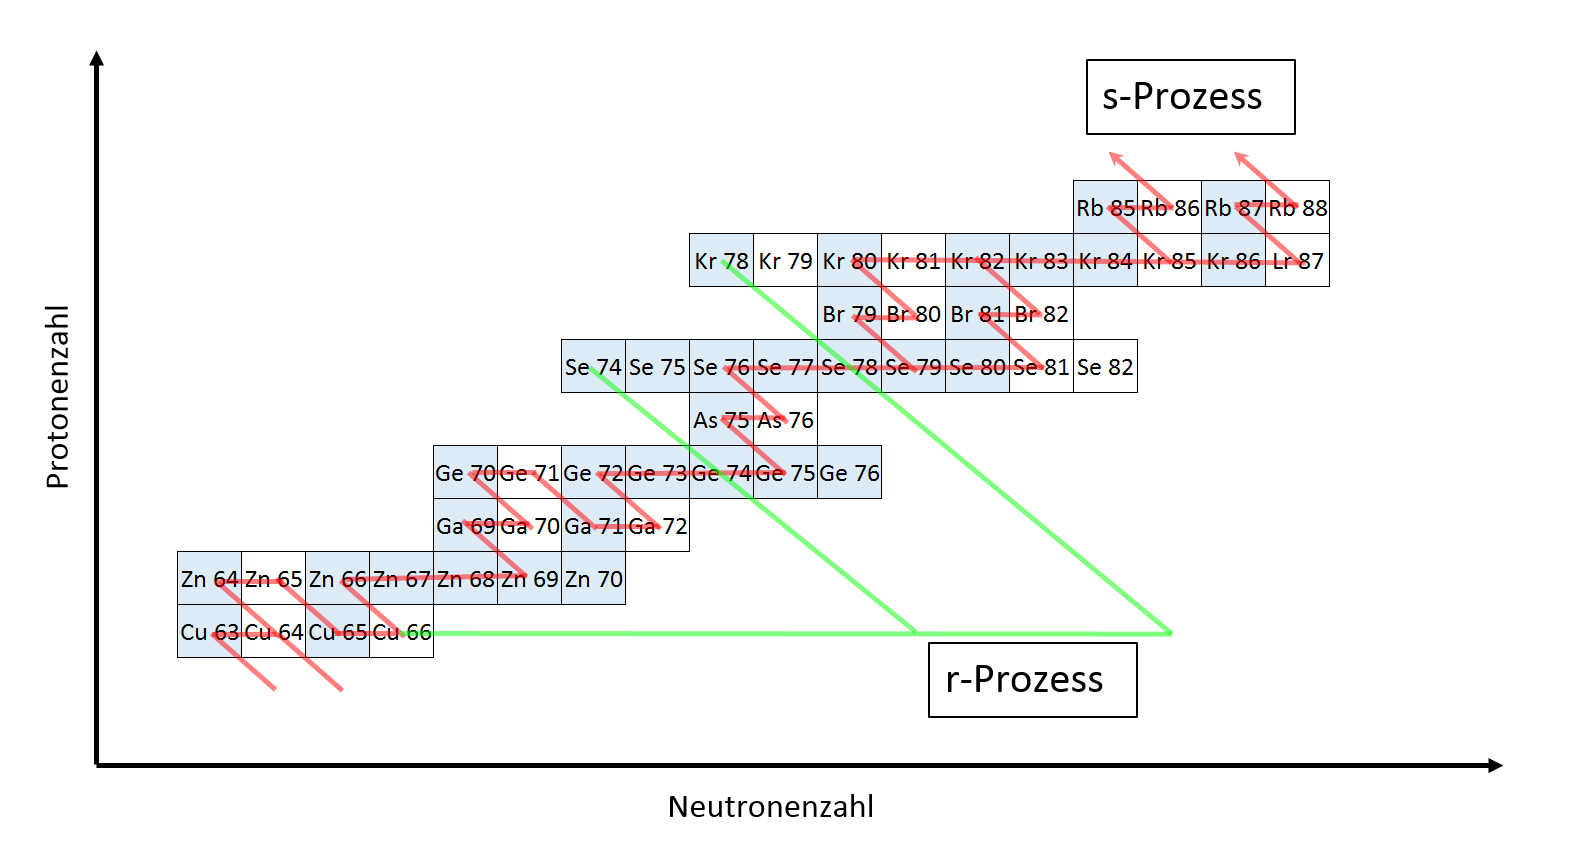 s-Prozess
Rb 85 Rb 86 Rb 87 Rb 88
Kr 78 Kr 79 Kr 80 Kr 81 Kr 82 Kr 83 Kr 84 Kr 85 Kr 86 Lr 87
Br 79 Br 80 Br 81 Br 82
Se 74 Se 75 Se 76 Se 77 Se 78 Se 79 Se 80 Se 81 Se 82
As 75 As 76
Ge 70 Ge 71 Ge 72 Ge 73 Ge 74 Ge 75 Ge 76
Ga 69 Ga 70 Ga 71 Ga 72
Zn 64 Zn 65 Zn 66 Zn 67 Zn 68 Zn 69 Zn 70
Cu 63 Cu 64 Cu 65 Cu 66
r-Prozess
Protonenzahl
Neutronenzahl